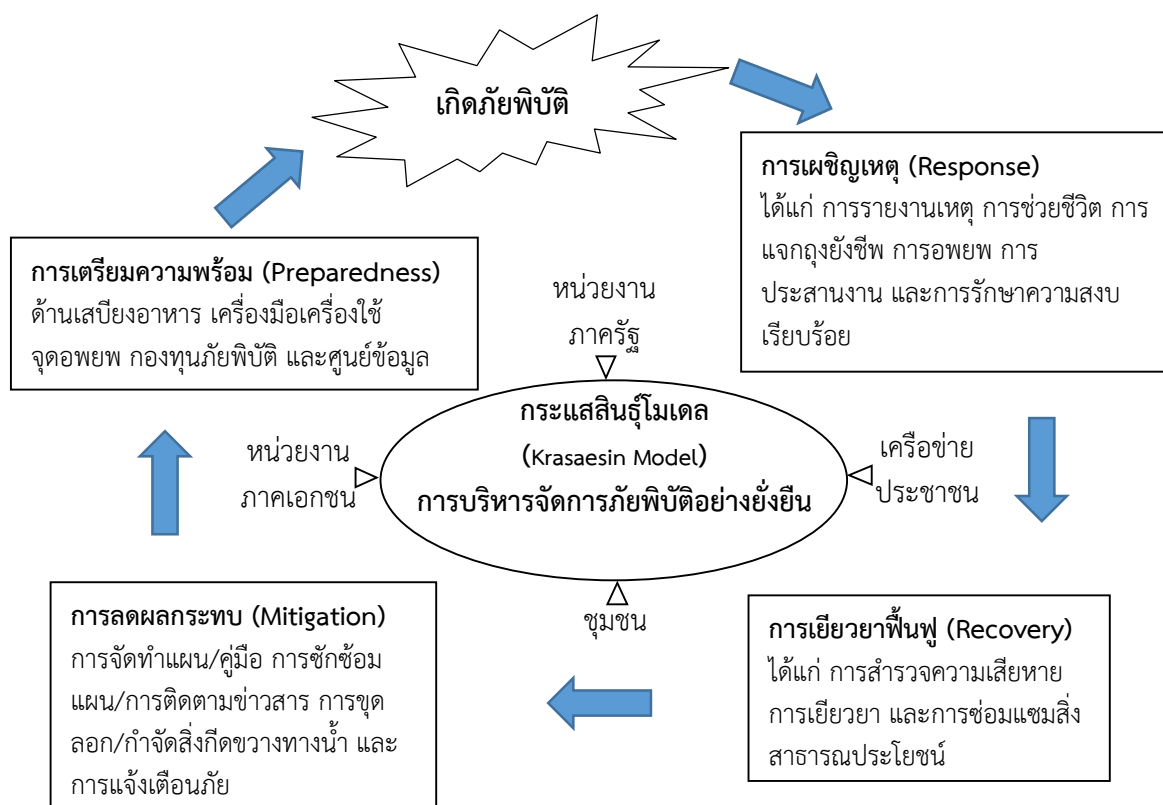 เกิดภัยพิบัติ
การเผชิญเหตุ (Response)
ได้แก่ การรายงานเหตุ การช่วยชีวิต การ
แจกถุงยังชีพ การอพยพ การ
ประสานงาน และการรักษาความสงบ
เรียบร้อย
การเตรียมความพร้อม (Preparedness)
ด้านเสบียงอาหาร เครื่องมือเครื่องใช้
จุดอพยพ กองทุนภัยพิบัติ และศูนย์ข้อมูล
หน่วยงาน
ภาครัฐ
กระแสสินธุ์โมเดล
(Krasaesin Model)
การบริหารจัดการภัยพิบัติอย่างยั่งยืน
หน่วยงาน
ภาคเอกชน
เครือข่าย
ประชาชน
ชุมชน
การลดผลกระทบ (Mitigation)
การจัดทำแผน/คู่มือ การซักซ้อม
แผน/การติดตามข่าวสาร การขุด
ลอก/กำจัดสิ่งกีดขวางทางน้ำ และ
การแจ้งเตือนภัย
การเยียวยาฟื้นฟู (Recovery)
ได้แก่ การสำรวจความเสียหาย
การเยียวยา และการซ่อมแซมสิ่ง
สาธารณประโยชน์